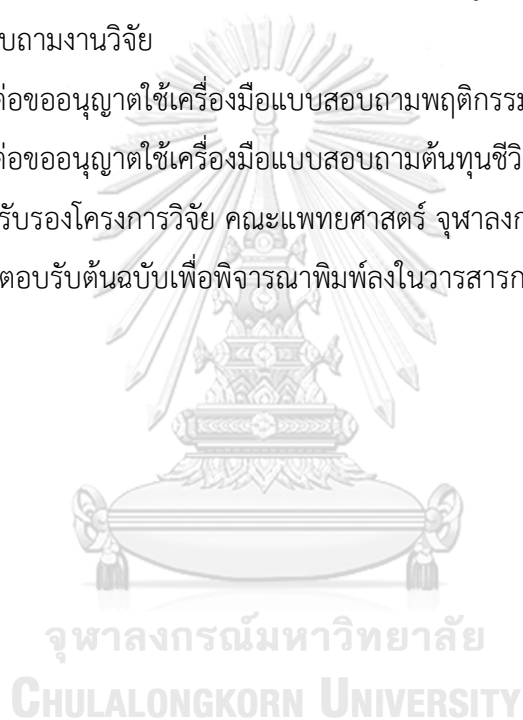 บถามงานวิจัย
ต่อขออนุญาตใช้เครื่องมือแบบสอบถามพฤติกรรม
ต่อขออนุญาตใช้เครื่องมือแบบสอบถามต้นทุนชีวิ
รับรองโครงการวิจัย คณะแพทยศาสตร์ จุฬาลงก
ตอบรับต้นฉบับเพื่อพิจารณาพิมพ์ลงในวารสารก
จุฬาลงกรณ์มหาวิทยาลัย
CHULALONGKORN UNIVERSITY